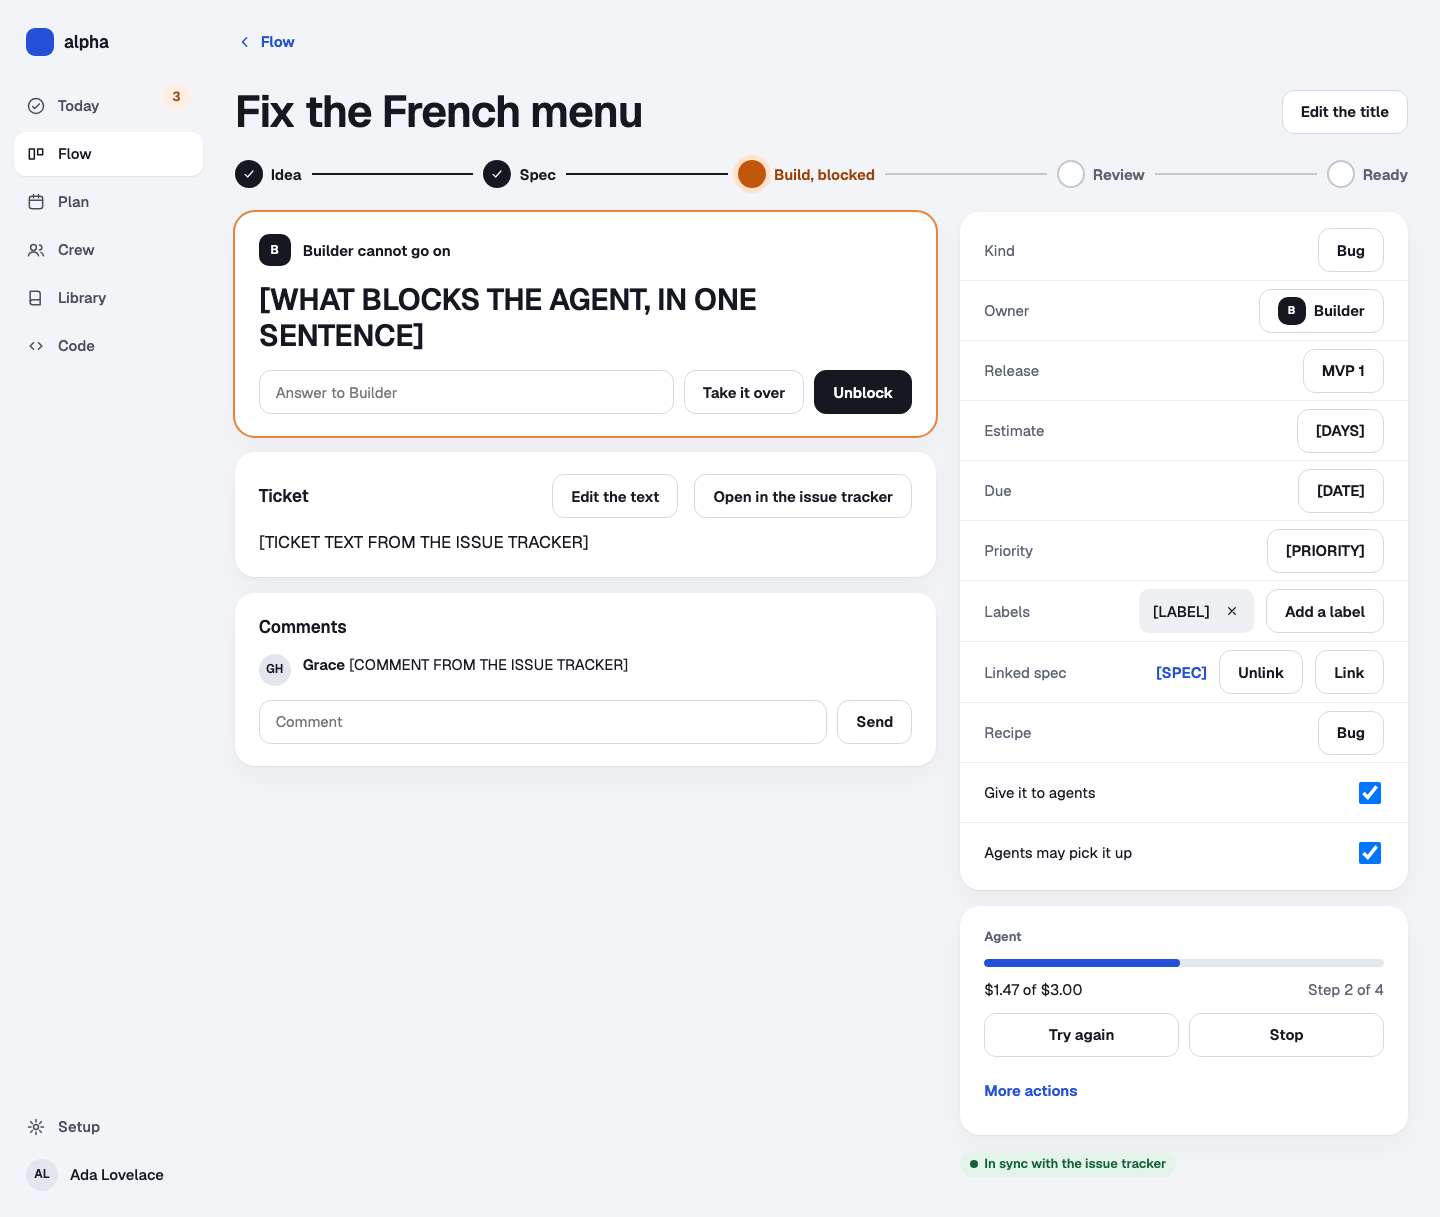 alpha
Today
3
Flow
Plan
Crew
Library
Code
Setup
AL
Ada Lovelace
Flow
Fix the French menu
Edit the title
Idea
Spec
Build, blocked
Review
Ready
B
Builder cannot go on
[WHAT BLOCKS THE AGENT, IN ONE
SENTENCE]
Answer to Builder
Take it over
Unblock
Ticket
Edit the text
Open in the issue tracker
[TICKET TEXT FROM THE ISSUE TRACKER]
Comments
GH
Grace [COMMENT FROM THE ISSUE TRACKER]
Comment
Send
Kind
Bug
Owner
B
Builder
Release
MVP 1
Estimate
[DAYS]
Due
[DATE]
Priority
[PRIORITY]
Labels
[LABEL]
Add a label
Linked spec
[SPEC]
Unlink
Link
Recipe
Bug
Give it to agents
Agents may pick it up
Agent
$1.47 of $3.00
Step 2 of 4
Try again
Stop
More actions
In sync with the issue tracker